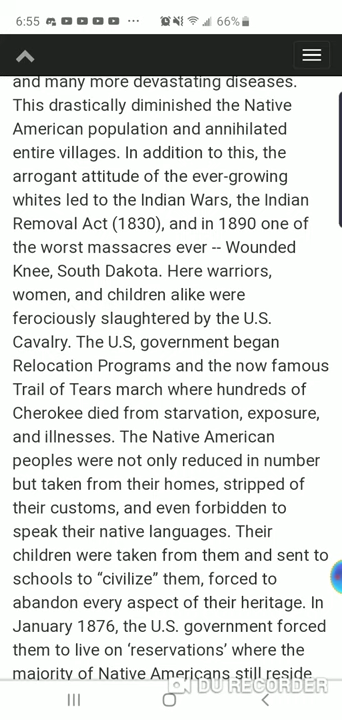 6:55 66%
and many more devastating diseases.
This drastically diminished the Native
American population and annihilated
entire villages. In addition to this, the
arrogant attitude of the ever-growing
whites led to the Indian Wars, the Indian
Removal Act (1830), and in 1890 one of
the worst massacres ever -- Wounded
Knee, South Dakota. Here warriors,
women, and children alike were
ferociously slaughtered by the U.S.
Cavalry. The U.S, government began
Relocation Programs and the now famous
Trail of Tears march where hundreds of
Cherokee died from starvation, exposure,
and illnesses. The Native American
peoples were not only reduced in number
but taken from their homes, stripped of
their customs, and even forbidden to
speak their native languages. Their
children were taken from them and sent to
schools to “civilize” them, forced to
abandon every aspect of their heritage. In
January 1876, the U.S. government forced
them to live on ‘reservations’ where the
majority of Native Americans still reside
DU RECORDER